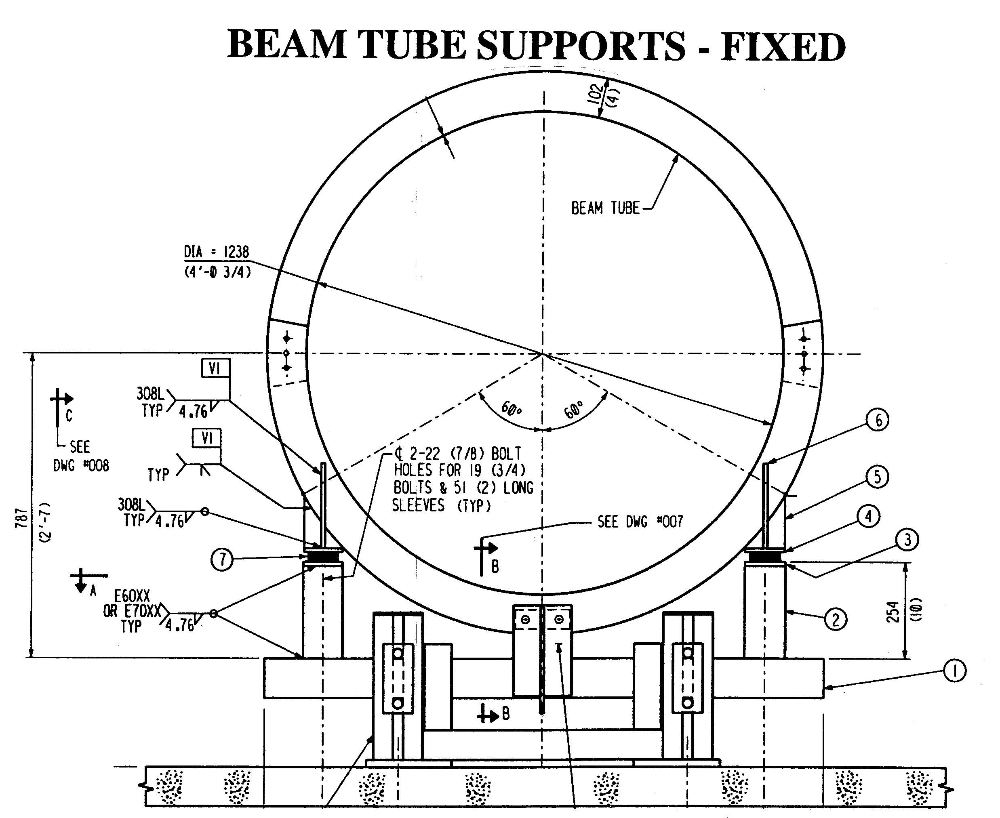 BEAM TUBE SUPPORTS - FIXED
102
(4)
BEAM TUBE
DIA = 1238
(4'-0 3/4)
V1
308L
TYP
4.76
C
60°
60°
6
V1
SEE
DWG #008
TYP
℄ 2-22 (7/8) BOLT
HOLES FOR 19 (3/4)
BOLTS & 51 (2) LONG
SLEEVES (TYP)
5
308L
TYP
4.76
787
(2'-7)
SEE DWG #007
4
3
7
B
A
E60XX
OR E70XX
TYP
4.76
254
(10)
2
1
B